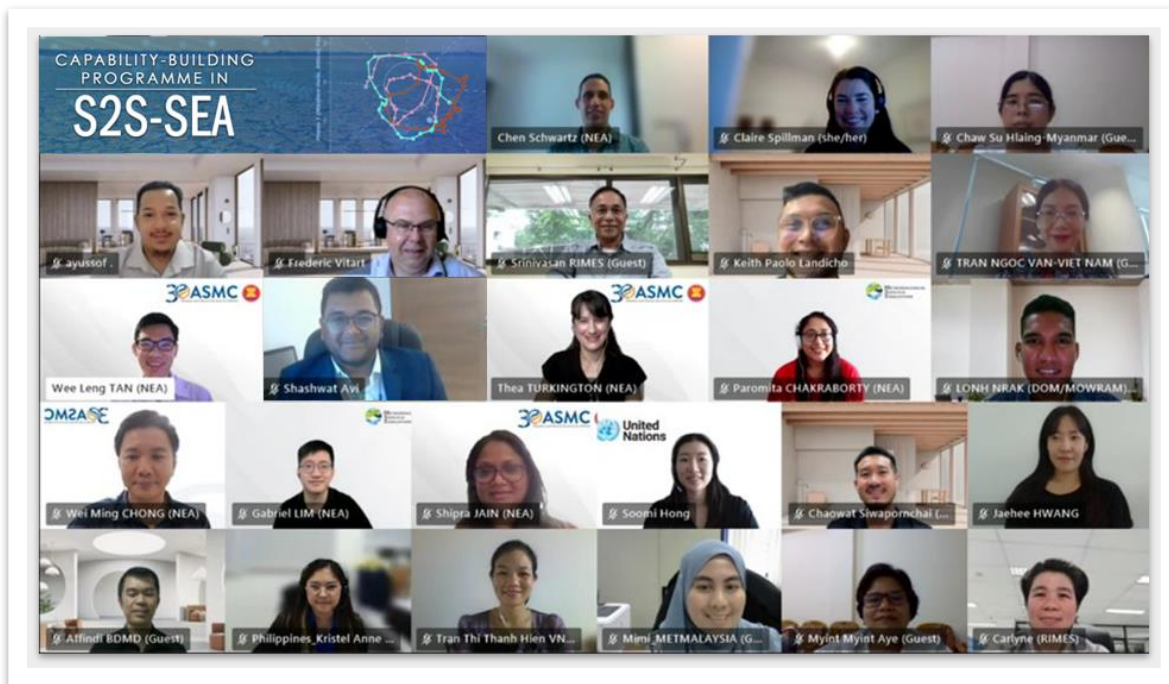 CAPABILITY-BUILDING
PROGRAMME IN
S2S-SEA
Chen Schwartz (NEA)
Claire Spillman (she/her)
Chaw Su Hlaing-Myanmar (Gue...
ayussof .
Frederic Vitart
Srinivasan RIMES (Guest)
Keith Paolo Landicho
TRAN NGOC VAN-VIET NAM (G...
30ASMC
30ASMC
Wee Leng TAN (NEA)
Shashwat Avi
Thea TURKINGTON (NEA)
Paromita CHAKRABORTY (NEA)
LONH NRAK (DOM/MOWRAM)...
30ASMC
30ASMC
United
Nations
Wei Ming CHONG (NEA)
Gabriel LIM (NEA)
Shipra JAIN (NEA)
Soomi Hong
Chaowat Siwapornchai (...
Jaehee HWANG
Affindi BDMD (Guest)
Philippines_Kristel Anne ...
Tran Thi Thanh Hien VN...
Mimi_METMALAYSIA (G...
Myint Myint Aye (Guest)
Carlyne (RIMES)